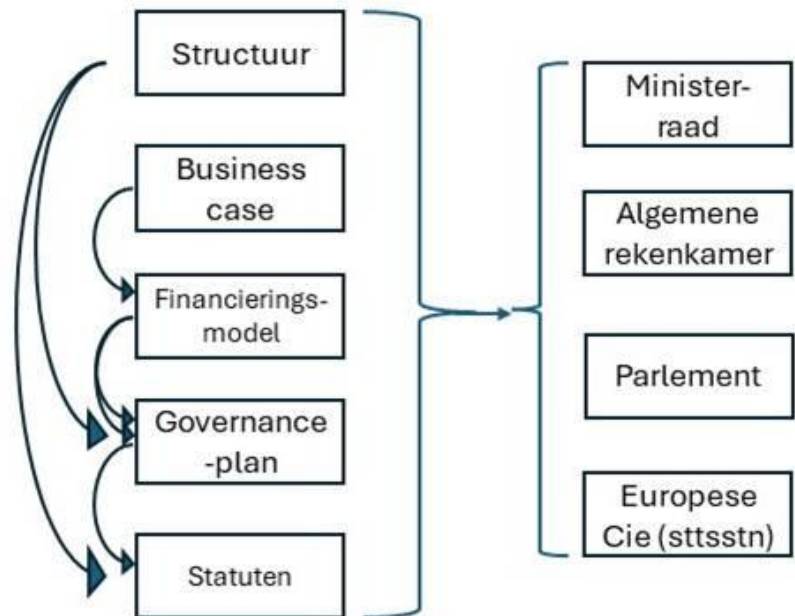 Structuur
Business
case
Financierings-
model
Governance
-plan
Statuten
Minister-
raad
Algemene
rekenkamer
Parlement
Europese
Cie (sttsstn)